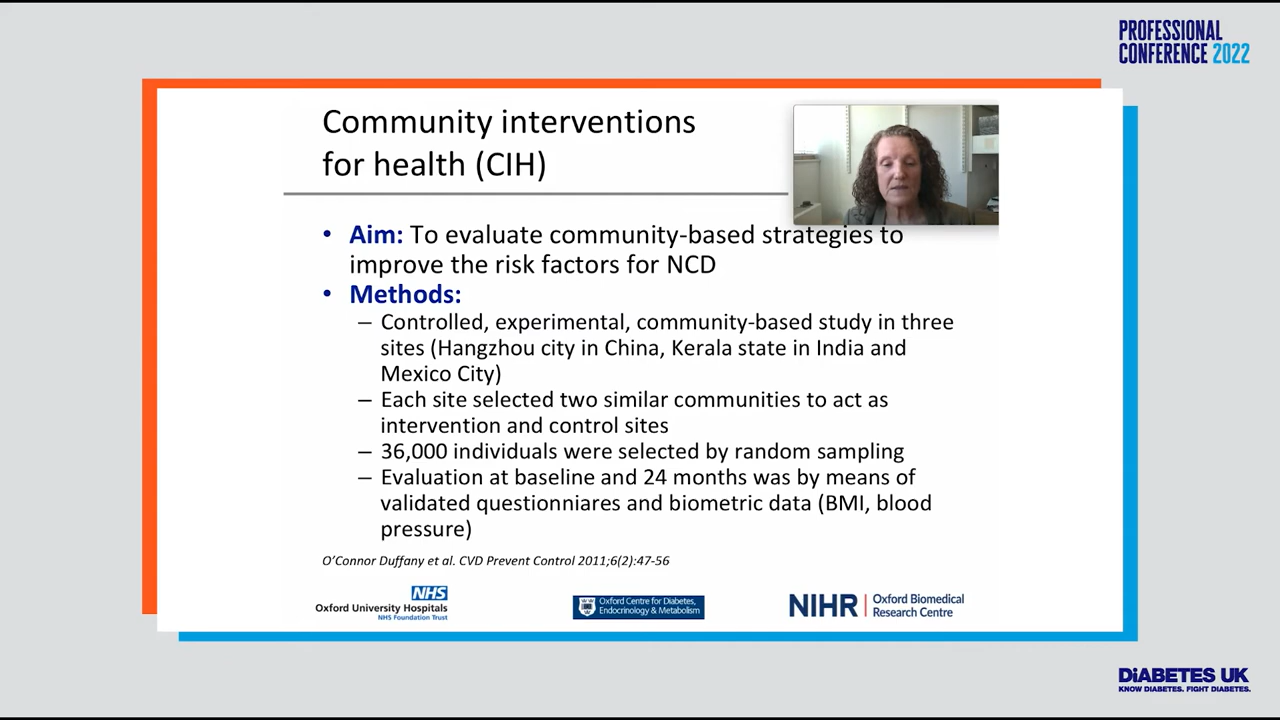 PROFESSIONAL
CONFERENCE 2022
Community interventions
for health (CIH)
• Aim: To evaluate community-based strategies to
improve the risk factors for NCD
• Methods:
– Controlled, experimental, community-based study in three
sites (Hangzhou city in China, Kerala state in India and
Mexico City)
– Each site selected two similar communities to act as
intervention and control sites
– 36,000 individuals were selected by random sampling
– Evaluation at baseline and 24 months was by means of
validated questionniares and biometric data (BMI, blood
pressure)
O'Connor Duffany et al. CVD Prevent Control 2011;6(2):47-56
NHS
Oxford University Hospitals
NHS Foundation Trust
Oxford Centre for Diabetes,
Endocrinology & Metabolism
NIHR | Oxford Biomedical
Research Centre
DiABETES UK
KNOW DIABETES. FIGHT DIABETES.